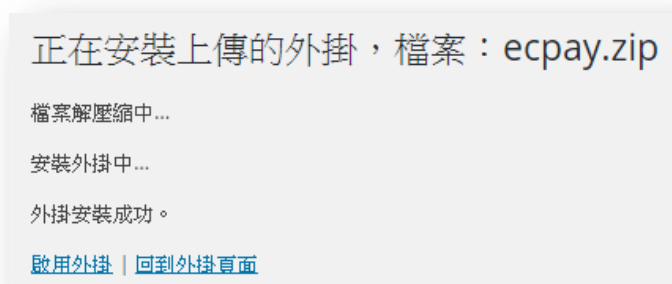 正在安裝上傳的外掛，檔案：ecpay.zip
檔案解壓縮中...
安裝外掛中...
外掛安裝成功。
啟用外掛 | 回到外掛頁面